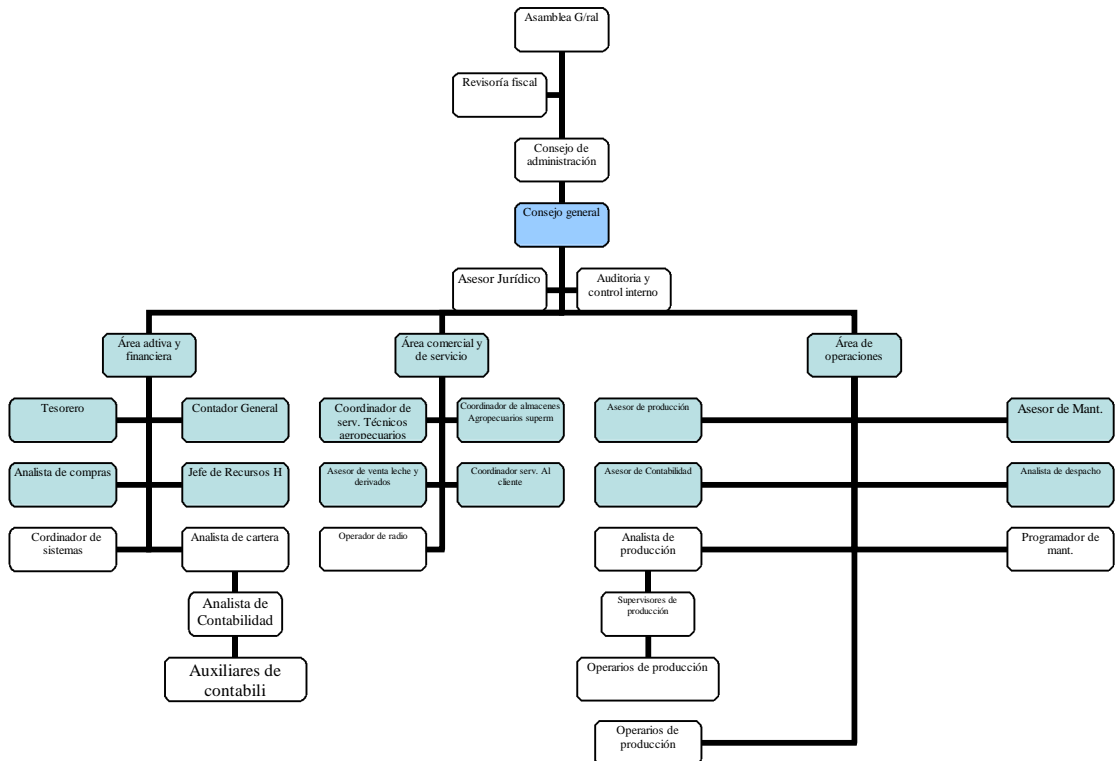 Asamblea G/ral
Revisoría fiscal
Consejo de
administración
Consejo general
Asesor Jurídico
Auditoria y
control interno
Área adtiva y
financiera
Área comercial y
de servicio
Área de
operaciones
Tesorero
Contador General
Coordinador de
serv. Técnicos
agropecuarios
Coordinador de almacenes
Agropecuarios superm
Asesor de producción
Asesor de Mant.
Analista de compras
Jefe de Recursos H
Asesor de venta leche y
derivados
Coordinador serv. Al
cliente
Asesor de Contabilidad
Analista de despacho
Cordinador de
sistemas
Analista de cartera
Operador de radio
Analista de
producción
Programador de
mant.
Analista de
Contabilidad
Supervisores de
producción
Auxiliares de
contabili
Operarios de producción
Operarios de
producción